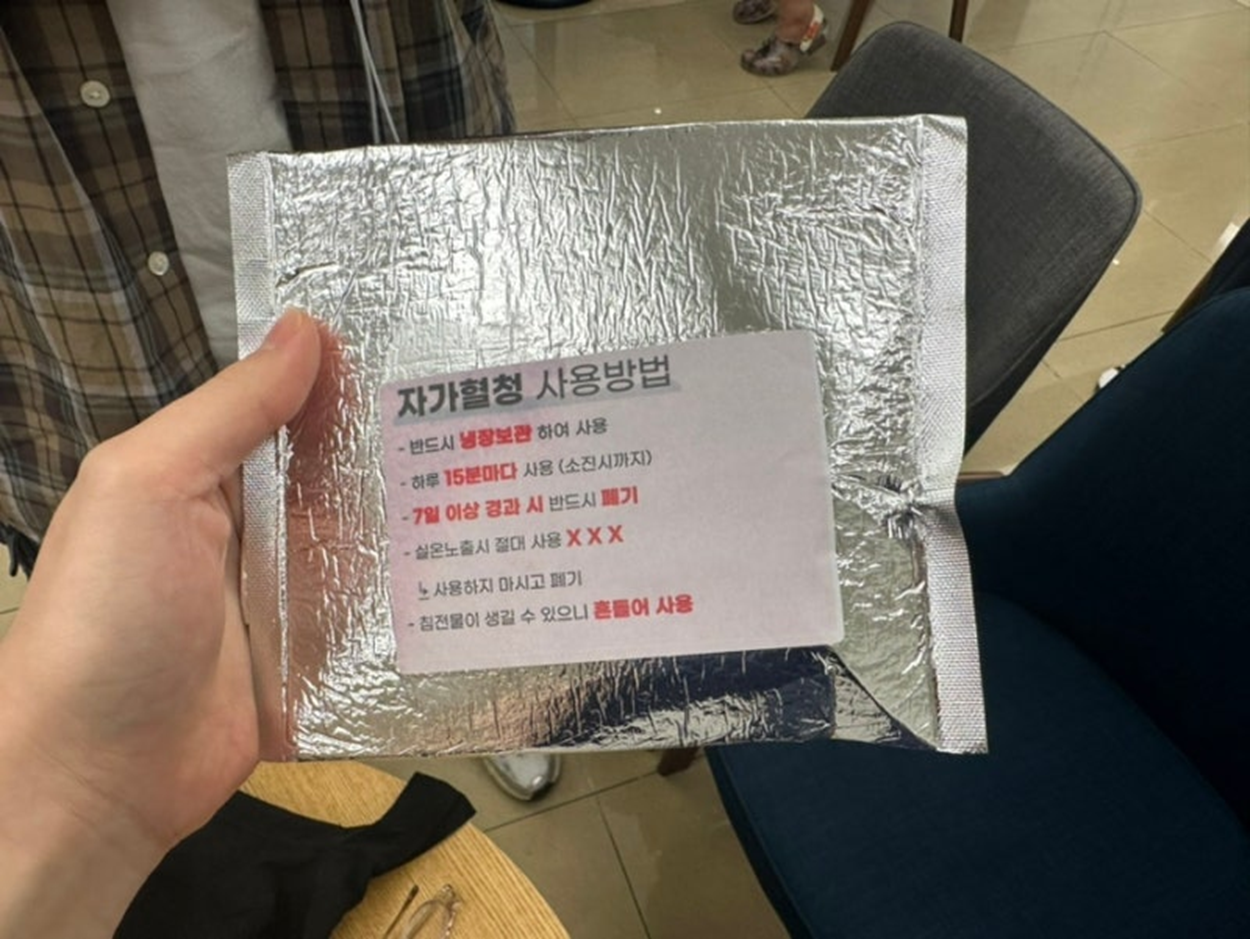 자가혈청 사용방법
- 반드시 냉장보관 하여 사용
- 하루 15분마다 사용 (소진시까지)
- 7일 이상 경과 시 반드시 폐기
- 실온노출시 절대 사용 X X X
↳ 사용하지 마시고 폐기
- 침전물이 생길 수 있으니 흔들어 사용